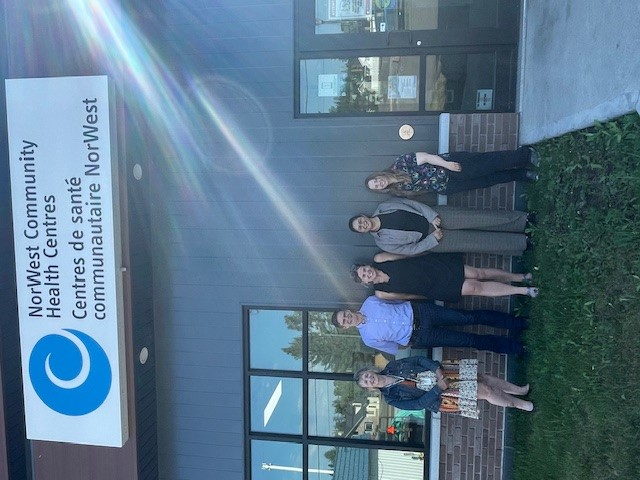 NorWest Community
Health Centres
Centres de santé
communautaire NorWest